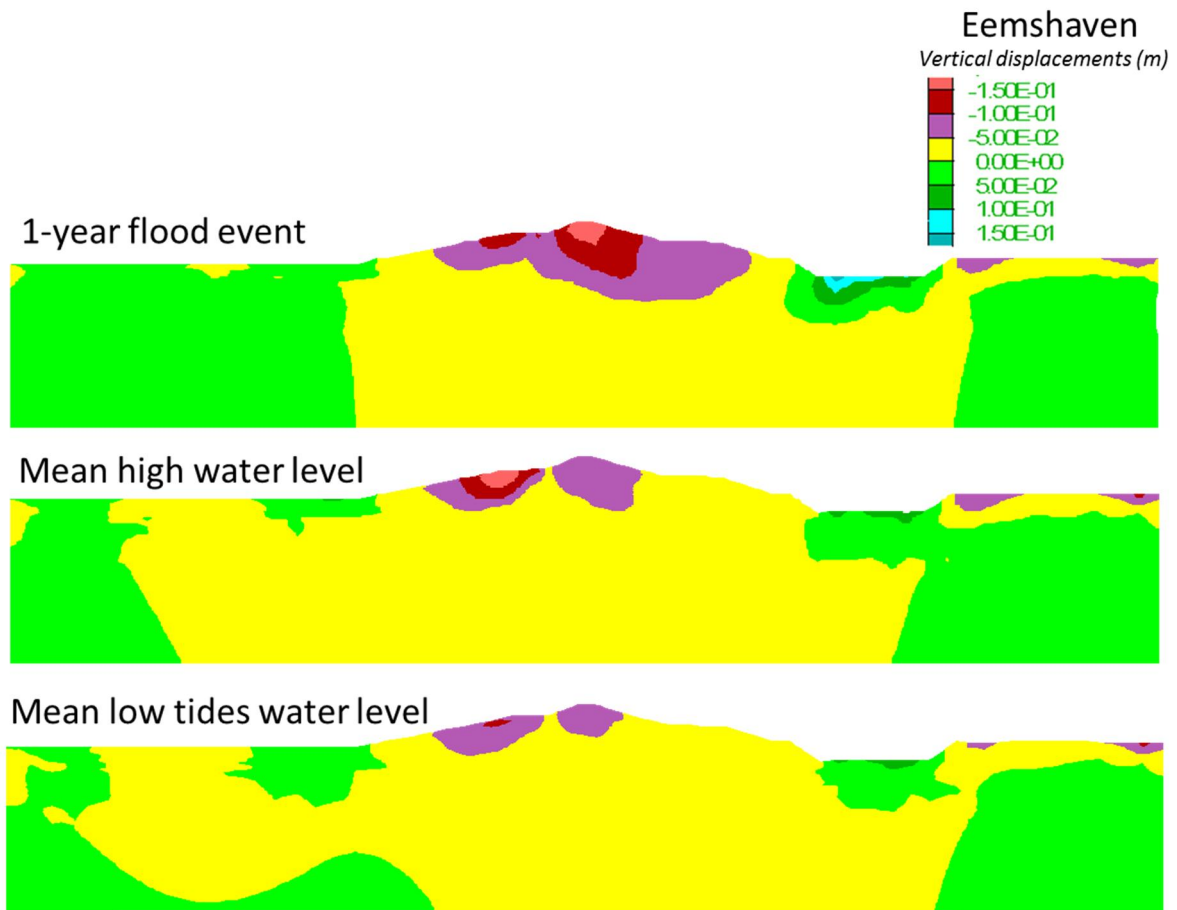 Eemshaven
Vertical displacements (m)
-1.50E-01
-1.00E-01
-5.00E-02
0.00E+00
5.00E-02
1.00E-01
1.50E-01
1-year flood event
Mean high water level
Mean low tides water level